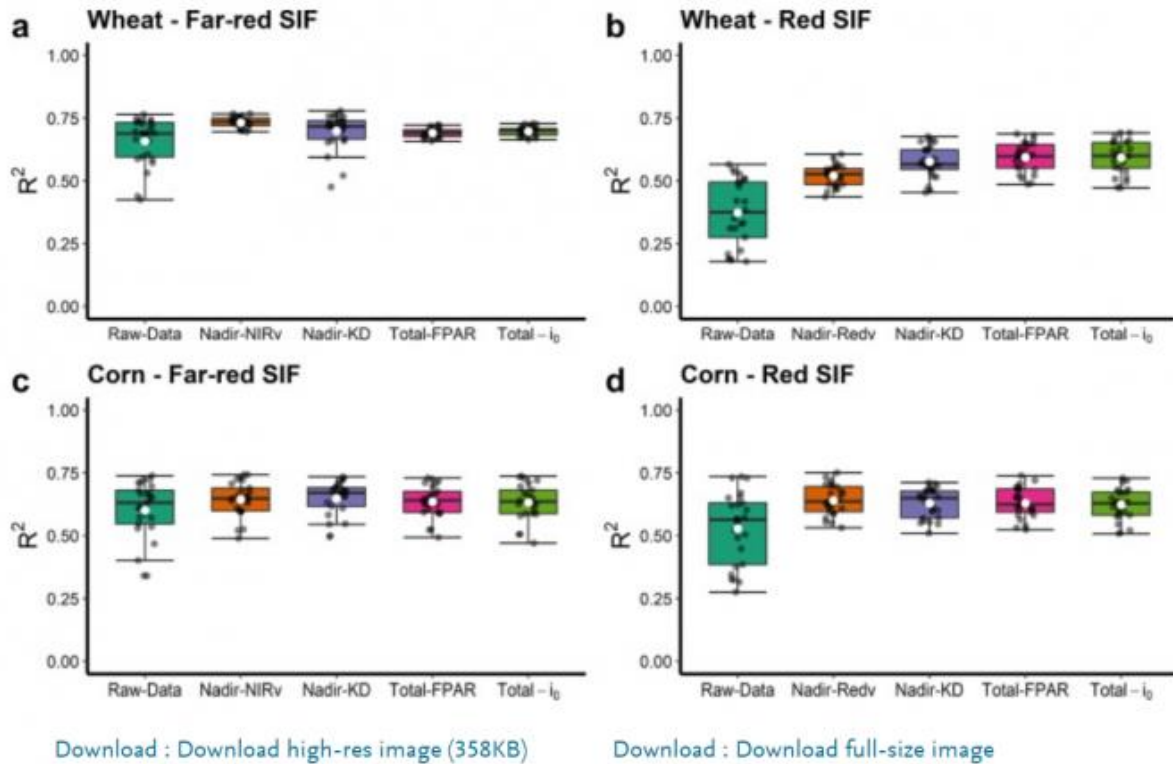 a Wheat - Far-red SIF
1.00
0.75
0.50
0.25
0.00
R²
Raw-Data Nadir-NIRv Nadir-KD Total-FPAR Total – i₀
b Wheat - Red SIF
1.00
0.75
0.50
0.25
0.00
R²
Raw-Data Nadir-Redv Nadir-KD Total-FPAR Total – i₀
c Corn - Far-red SIF
1.00
0.75
0.50
0.25
0.00
R²
Raw-Data Nadir-NIRv Nadir-KD Total-FPAR Total – i₀
d Corn - Red SIF
1.00
0.75
0.50
0.25
0.00
R²
Raw-Data Nadir-Redv Nadir-KD Total-FPAR Total – i₀
Download : Download high-res image (358KB)
Download : Download full-size image